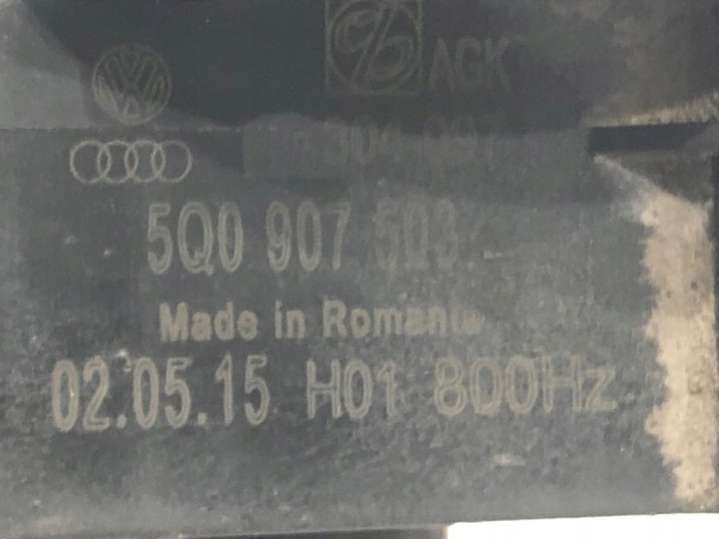 AGK
5Q0 907 503
Made in Romania
02.05.15 H01 800Hz